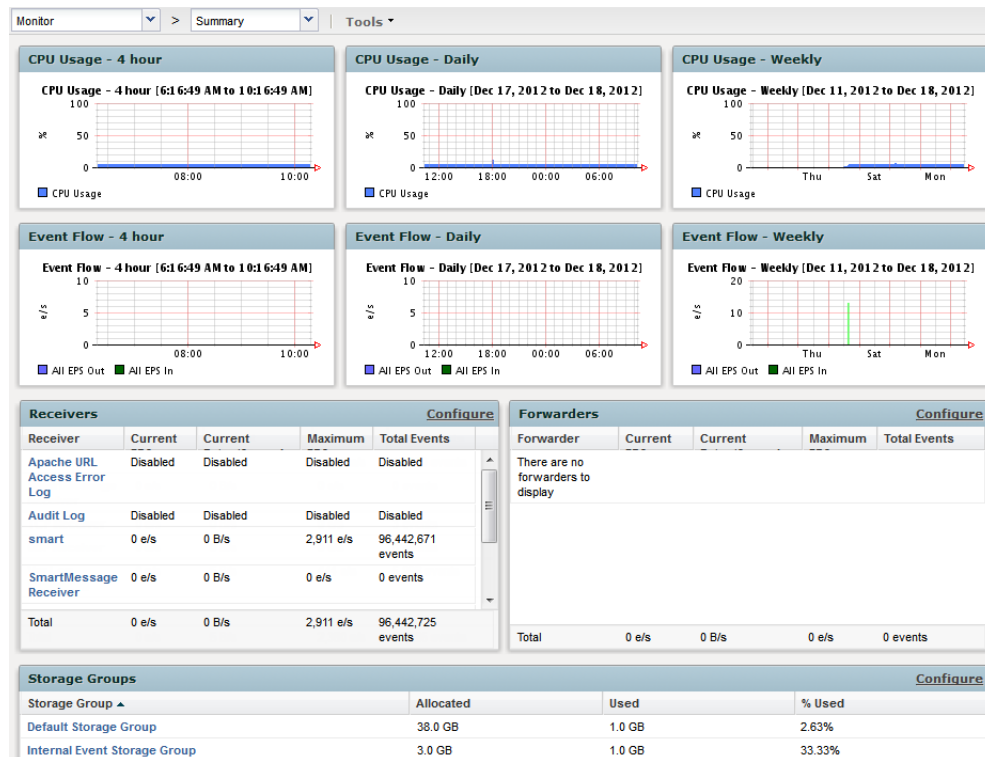 Monitor > Summary Tools
CPU Usage - 4 hour
CPU Usage - 4 hour [6:16:49 AM to 10:16:49 AM]
100
%
50
0
08:00 10:00
CPU Usage
CPU Usage - Daily
CPU Usage - Daily [Dec 17, 2012 to Dec 18, 2012]
100
%
50
0
12:00 18:00 00:00 06:00
CPU Usage
CPU Usage - Weekly
CPU Usage - Weekly [Dec 11, 2012 to Dec 18, 2012]
100
%
50
0
Thu Sat Mon
CPU Usage
Event Flow - 4 hour
Event Flow - 4 hour [6:16:49 AM to 10:16:49 AM]
10
e/s
5
0
08:00 10:00
All EPS Out All EPS In
Event Flow - Daily
Event Flow - Daily [Dec 17, 2012 to Dec 18, 2012]
10
e/s
5
0
12:00 18:00 00:00 06:00
All EPS Out All EPS In
Event Flow - Weekly
Event Flow - Weekly [Dec 11, 2012 to Dec 18, 2012]
20
e/s
10
0
Thu Sat Mon
All EPS Out All EPS In
Receivers Configure
Receiver Current Current Maximum Total Events
Apache URL Disabled Disabled Disabled Disabled
Access Error
Log
Audit Log Disabled Disabled Disabled Disabled
smart 0 e/s 0 B/s 2,911 e/s 96,442,671
events
SmartMessage 0 e/s 0 B/s 0 e/s 0 events
Receiver
Total 0 e/s 0 B/s 2,911 e/s 96,442,725
events
Forwarders Configure
Forwarder Current Current Maximum Total Events
There are no
forwarders to
display
Total 0 e/s 0 B/s 0 e/s 0 events
Storage Groups Configure
Storage Group Allocated Used % Used
Default Storage Group 38.0 GB 1.0 GB 2.63%
Internal Event Storage Group 3.0 GB 1.0 GB 33.33%